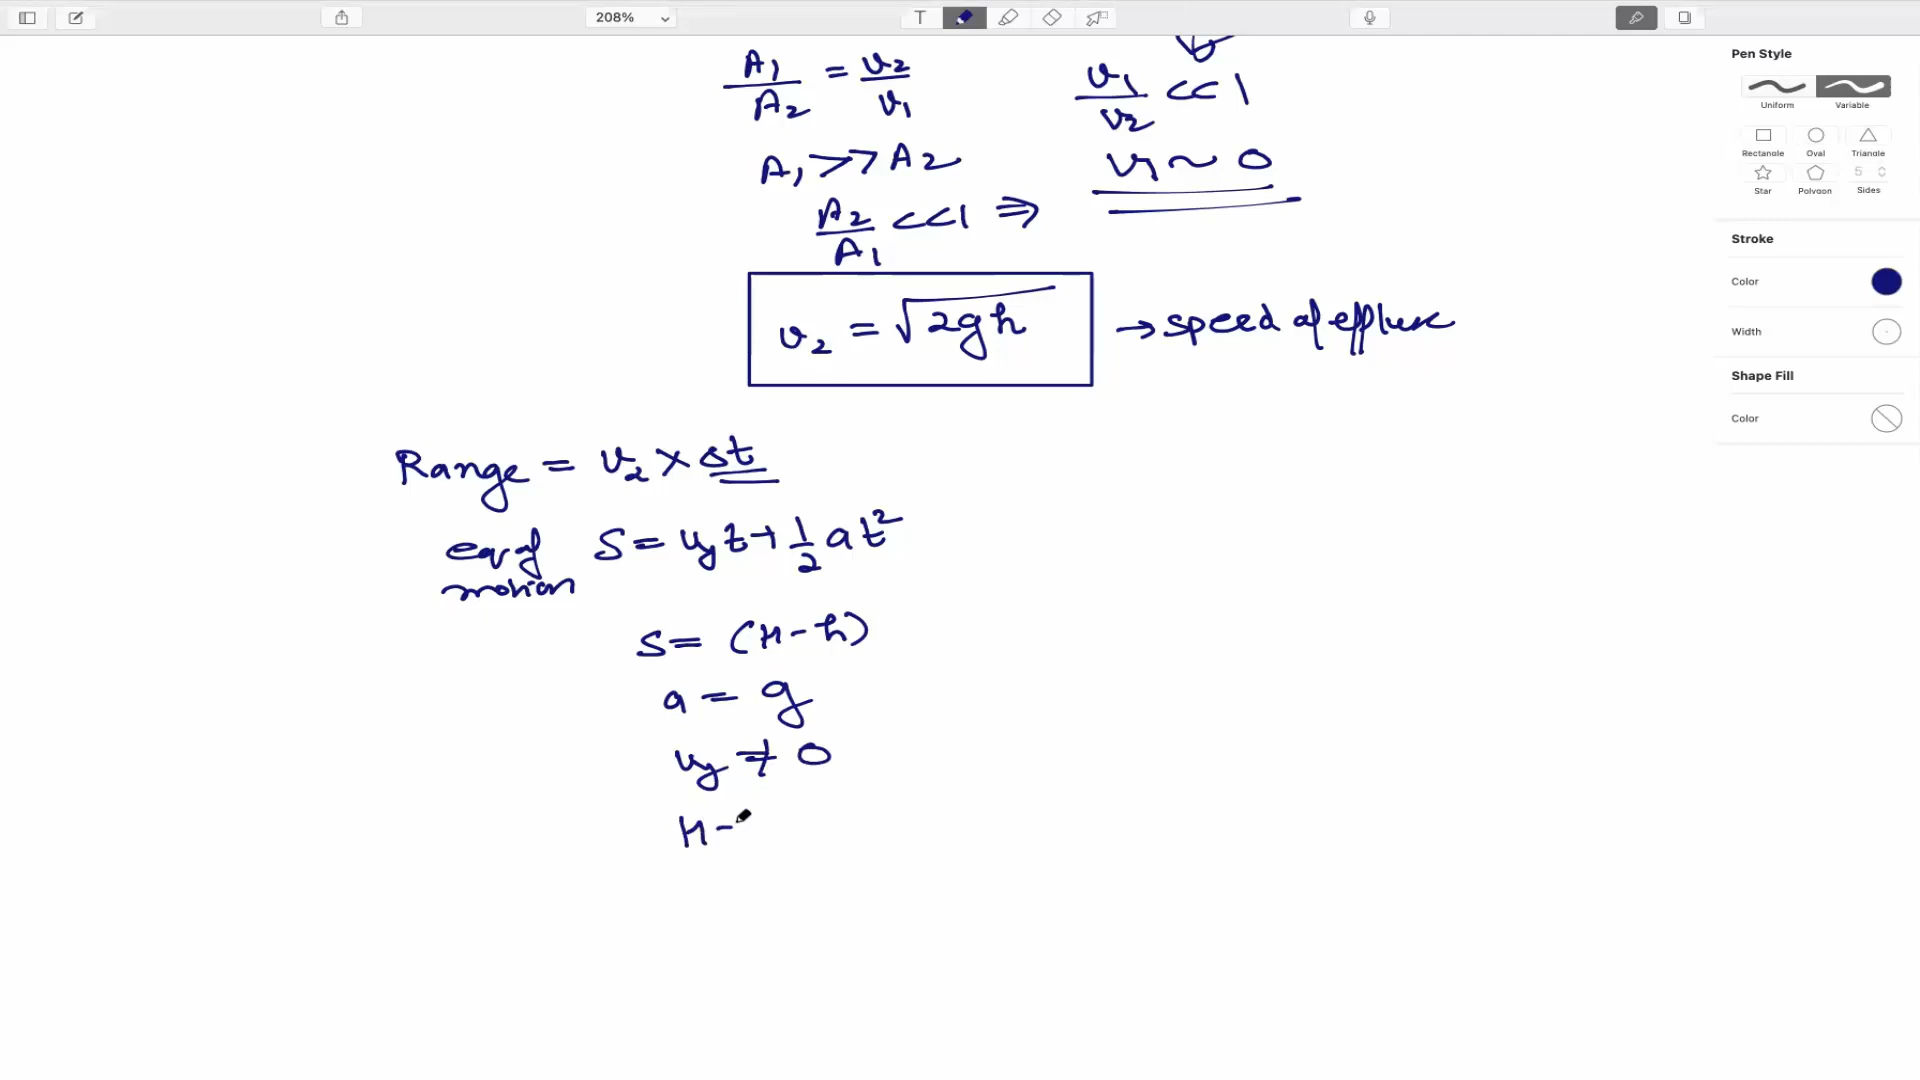 208%
T
A₁/A₂ = v₂/v₁
A₁ >> A₂
A₂/A₁ <<1 ⇒
v₁/v₂ << 1
v₁ ~ 0
v₂ = √2gh → speed of efflux
Range = v₂ × Δt
eq of motion S = uyt + 1/2 at²
S = (H-h)
a = g
uy ≠ 0
H-
Pen Style
Uniform Variable
Rectangle Oval Triangle
5
Star Polygon Sides
Stroke
Color
Width
Shape Fill
Color